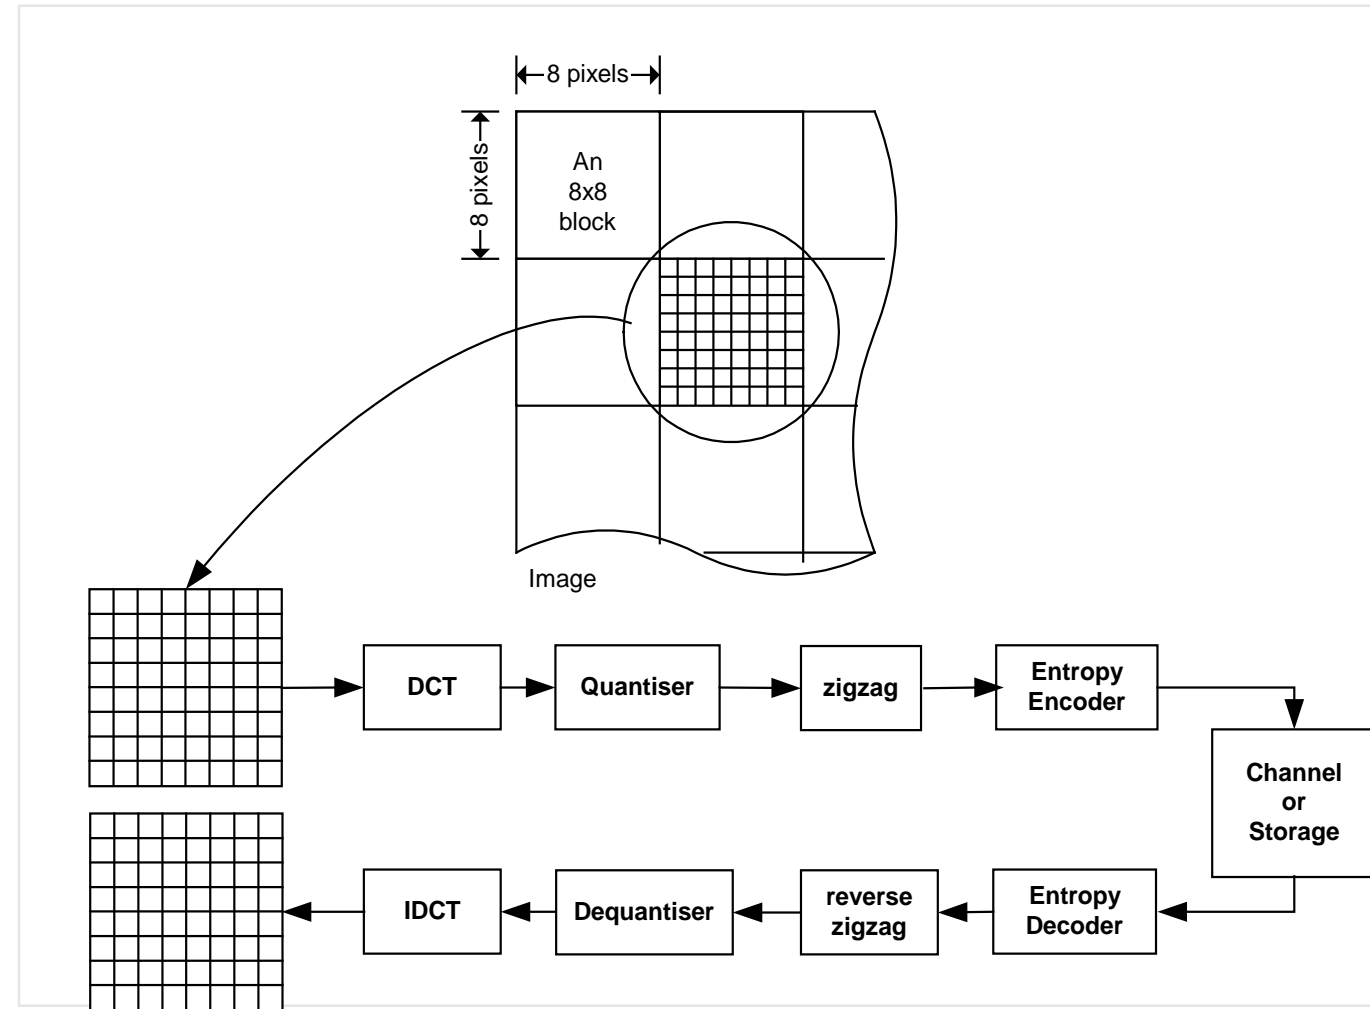 8 pixels
8 pixels
An
8x8
block
Image
DCT
Quantiser
zigzag
Entropy
Encoder
Channel
or
Storage
IDCT
Dequantiser
reverse
zigzag
Entropy
Decoder